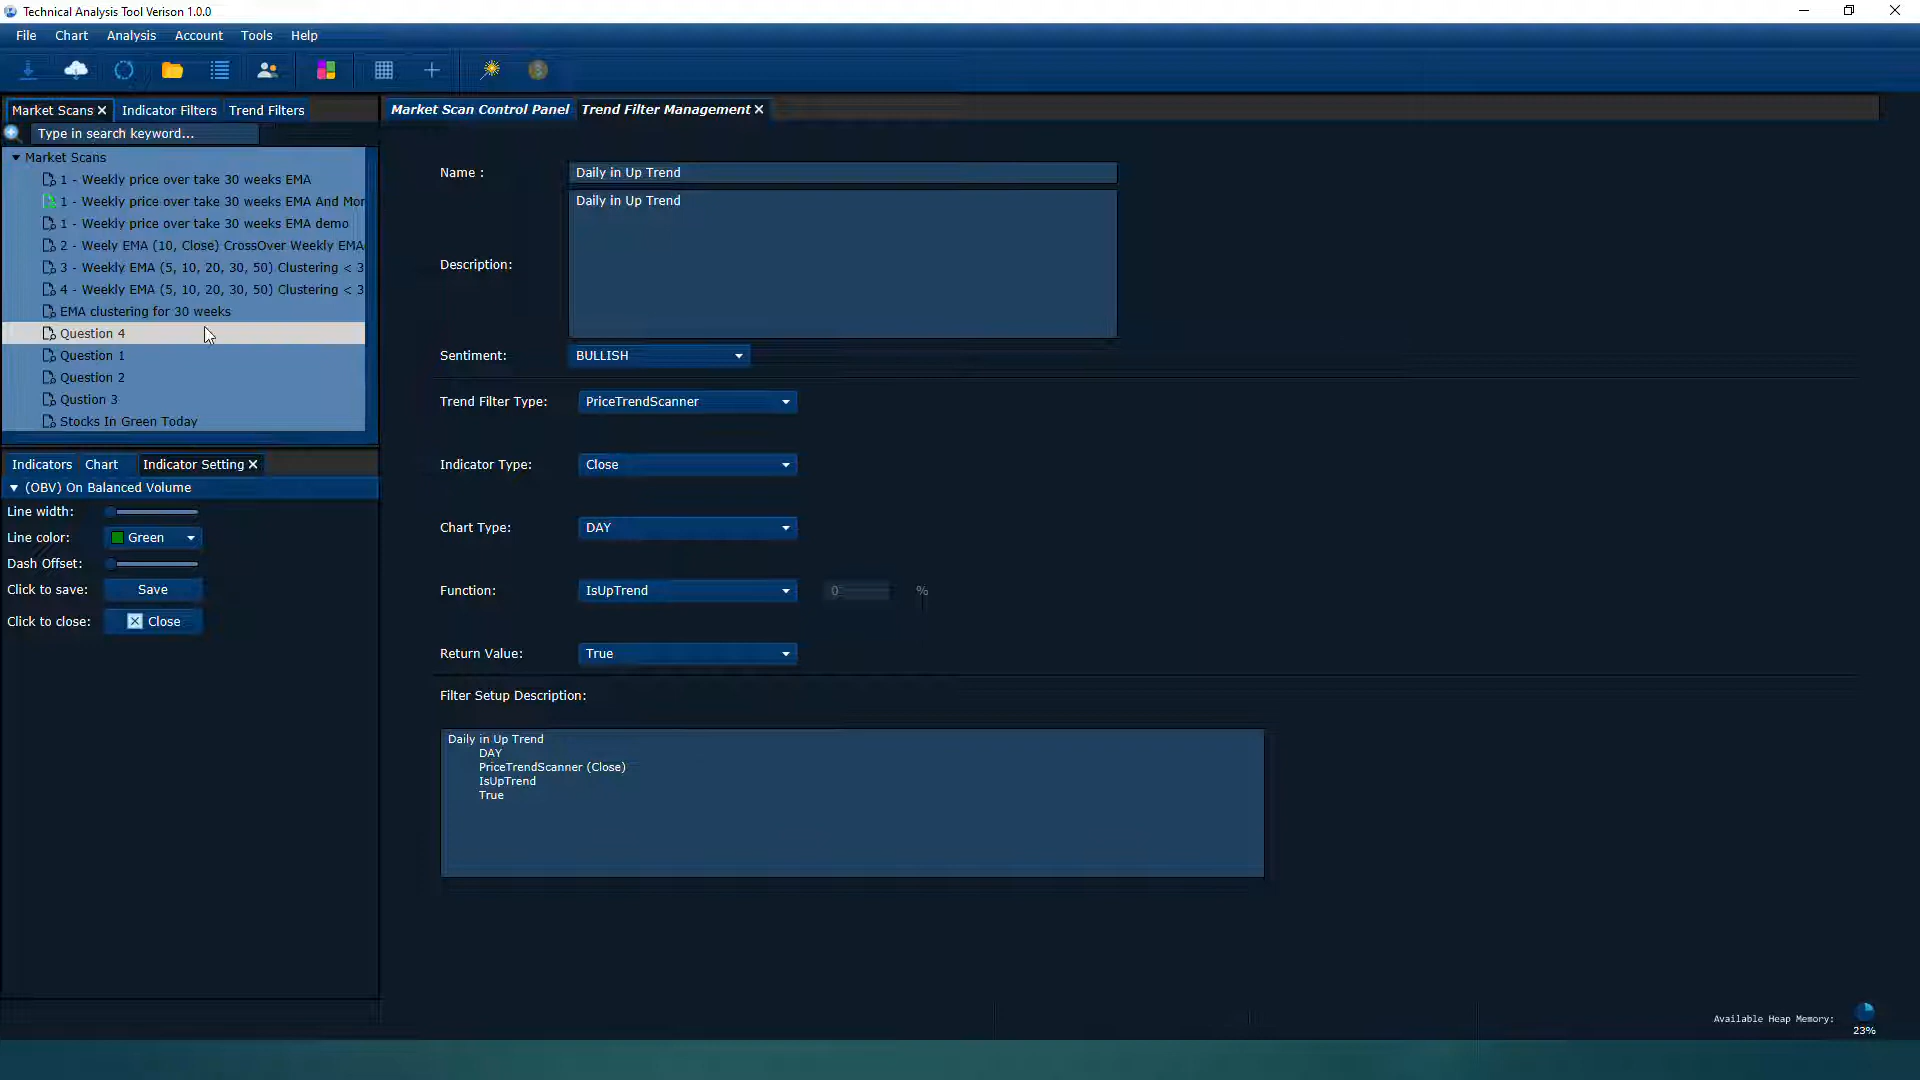 Technical Analysis Tool Verison 1.0.0
File Chart Analysis Account Tools Help
Market Scans Indicator Filters Trend Filters
Type in search keyword...
Market Scans
1 - Weekly price over take 30 weeks EMA
1 - Weekly price over take 30 weeks EMA And Mor
1 - Weekly price over take 30 weeks EMA demo
2 - Weely EMA (10, Close) CrossOver Weekly EMA
3 - Weekly EMA (5, 10, 20, 30, 50) Clustering < 3
4 - Weekly EMA (5, 10, 20, 30, 50) Clustering < 3
EMA clustering for 30 weeks
Question 4
Question 1
Question 2
Qustion 3
Stocks In Green Today
Indicators Chart Indicator Setting
(OBV) On Balanced Volume
Line width:
Line color: Green
Dash Offset:
Click to save: Save
Click to close: Close
Market Scan Control Panel Trend Filter Management
Name : Daily in Up Trend
Description: Daily in Up Trend
Sentiment: BULLISH
Trend Filter Type: PriceTrendScanner
Indicator Type: Close
Chart Type: DAY
Function: IsUpTrend 0 %
Return Value: True
Filter Setup Description:
Daily in Up Trend
DAY
PriceTrendScanner (Close)
IsUpTrend
True
Available Heap Memory:
23%